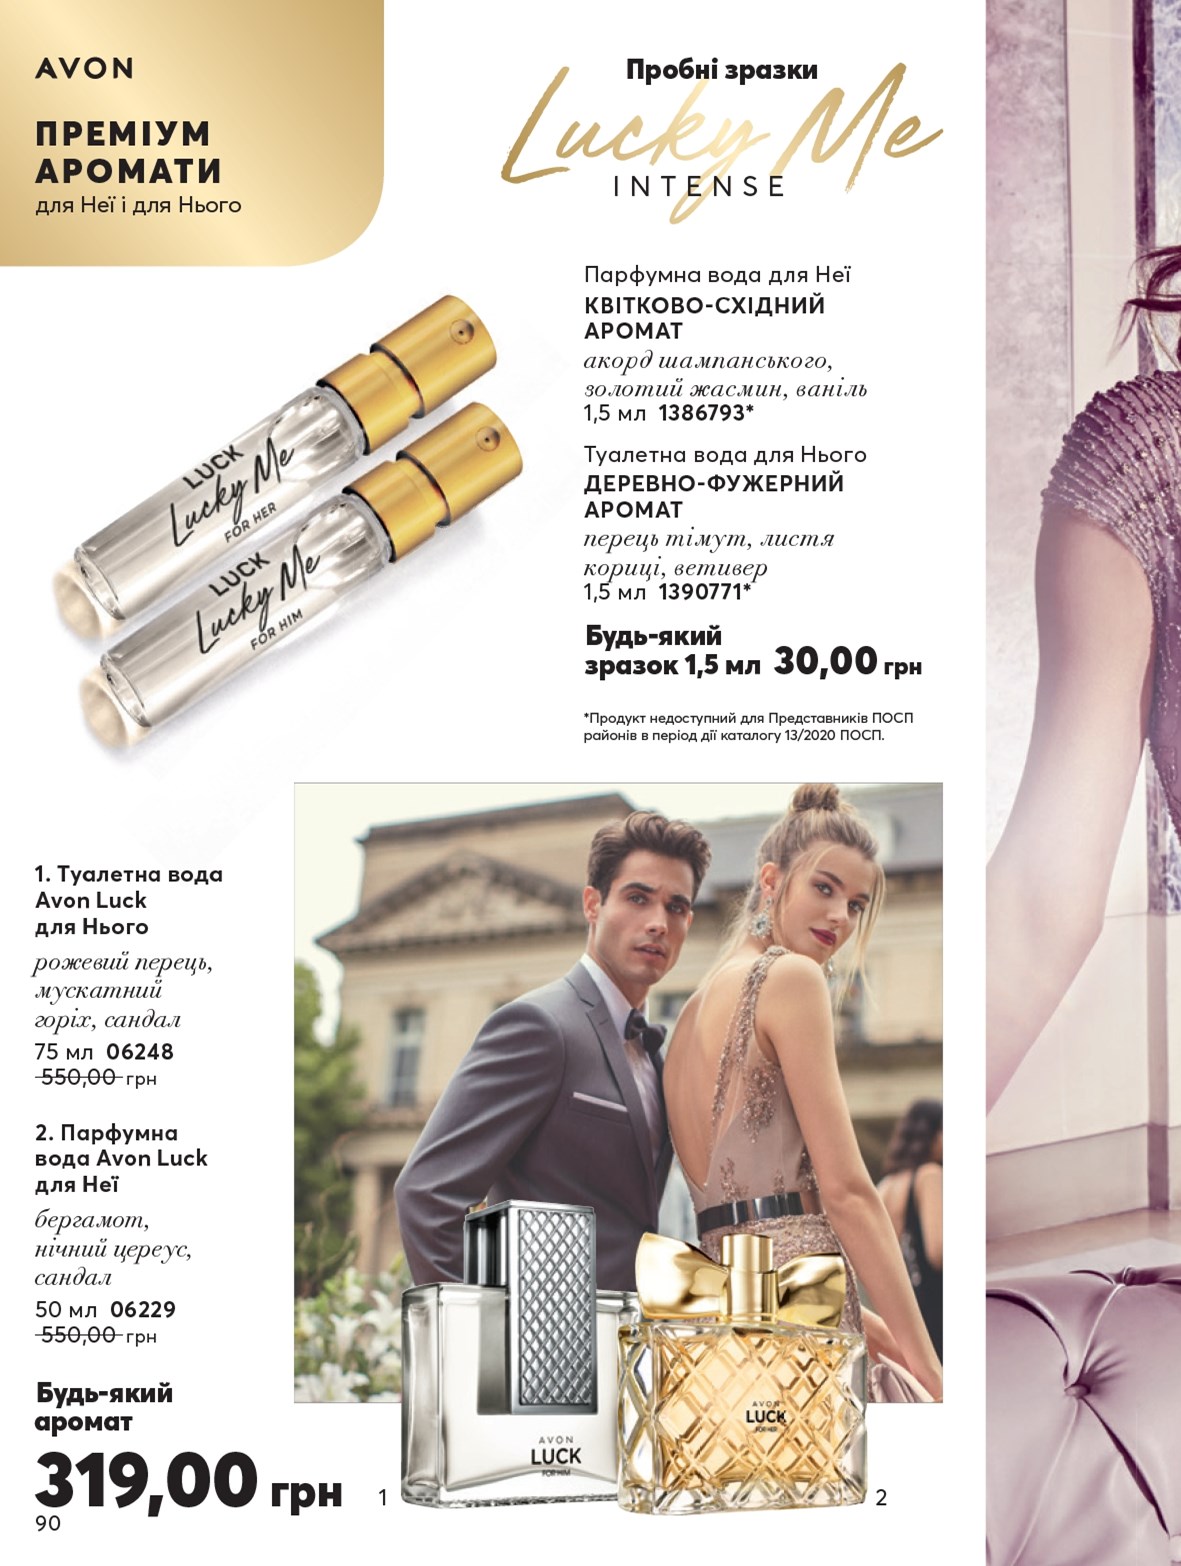 AVON
ПРЕМІУМ
АРОМАТИ
для Неї і для Нього
Пробні зразки
Lucky Me
INTENSE
Парфумна вода для Неї
КВІТКОВО-СХІДНИЙ
АРОМАТ
акорд шампанського,
золотий жасмин, ваніль
1,5 мл 1386793*
Туалетна вода для Нього
ДЕРЕВНО-ФУЖЕРНИЙ
АРОМАТ
перець тімут, листя
кориці, ветивер
1,5 мл 1390771*
Будь-який
зразок 1,5 мл 30,00 грн
*Продукт недоступний для Представників ПОСП
районів в період дії каталогу 13/2020 ПОСП.
LUCK
Lucky Me
FOR HER
LUCK
Lucky Me
FOR HIM
1. Туалетна вода
Avon Luck
для Нього
рожевий перець,
мускатний
горіх, сандал
75 мл 06248
550,00 грн
2. Парфумна
вода Avon Luck
для Неї
бергамот,
нічний цереус,
сандал
50 мл 06229
550,00 грн
Будь-який
аромат
319,00 грн
90
1
AVON
LUCK
FOR HIM
AVON
LUCK
FOR HER
2